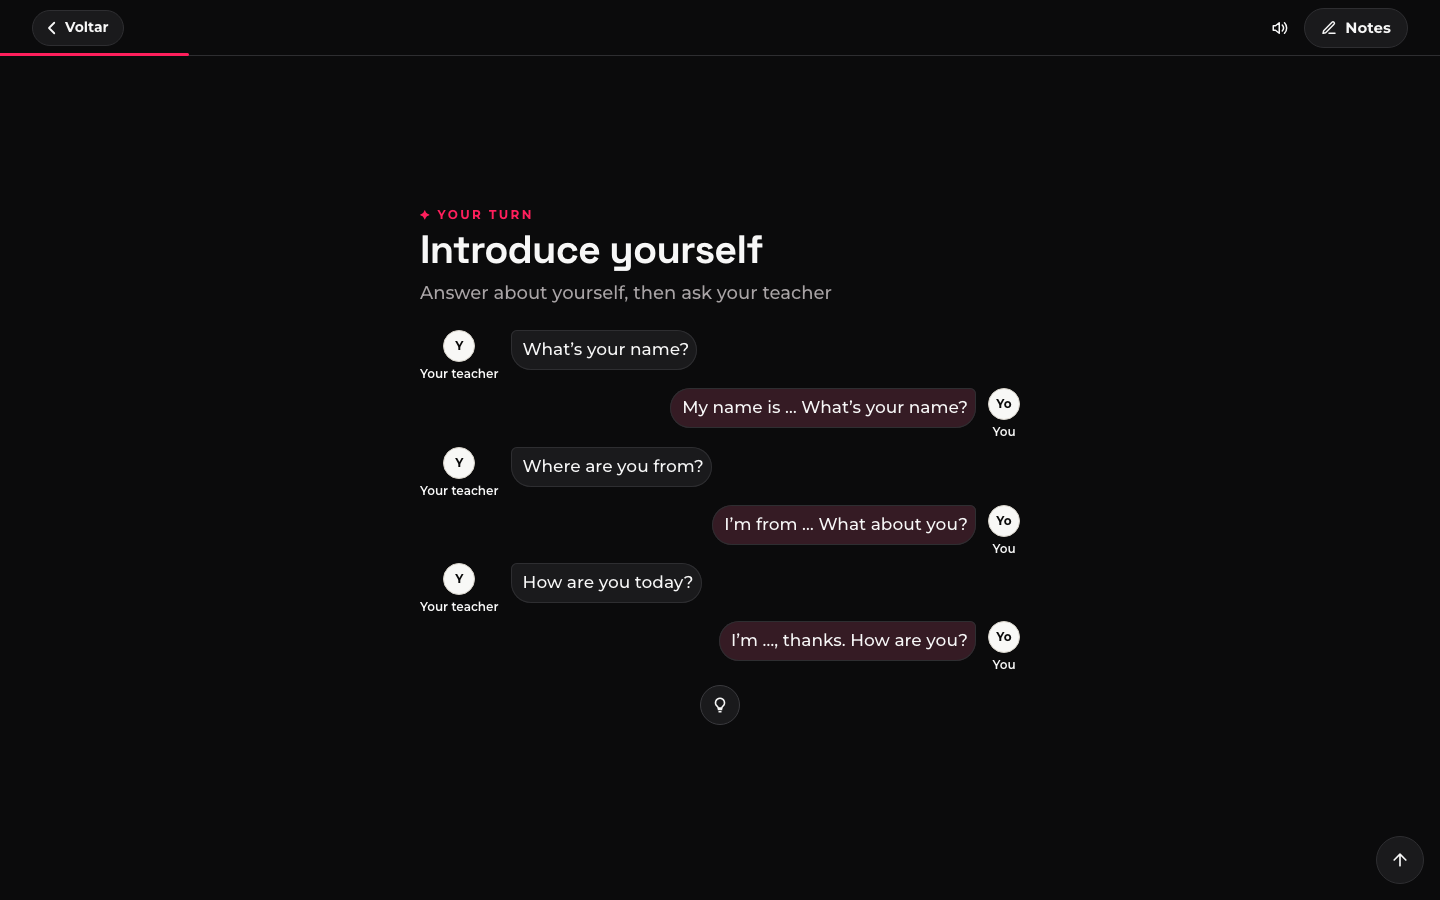 Voltar
Notes
YOUR TURN
Introduce yourself
Answer about yourself, then ask your teacher
Y
What’s your name?
Your teacher
My name is ... What’s your name?
Yo
You
Y
Where are you from?
Your teacher
I’m from ... What about you?
Yo
You
Y
How are you today?
Your teacher
I’m ..., thanks. How are you?
Yo
You